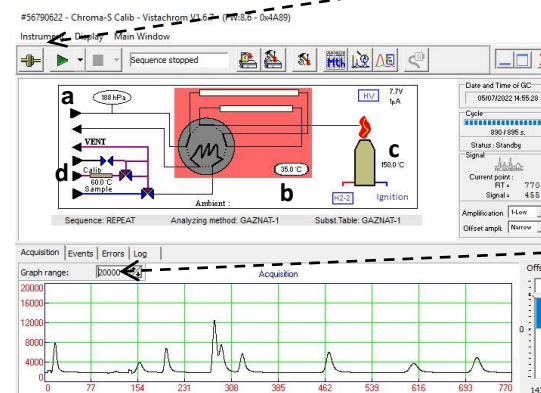 #56790622 - Chroma-S Calib - Vistachrom V1.6.7 - (FW:8.6 - 0x4A89)
Instrument Display Main Window
Sequence stopped
Mth
a
188 hPa
HV
7.7V
1µA
VENT
d
Calib
60.0°C
Sample
35.0°C
b
c
150.0 °C
Ambient :
H2-2
Ignition
Sequence: REPEAT Analyzing method: GAZNAT-1 Subst.Table: GAZNAT-1
Date and Time of GC
05/07/2022 14:55:28
Cycle
890 / 895 s.
Status : Standby
Signal
ACQUIRING
Current point :
RT = 770
Signal = 455
Amplification 1-Low
Offset ampli. Narrow
Acquisition Events Errors Log
Graph range: 20000
Acquisition
20000
16000
12000
8000
4000
0
0 77 154 231 308 385 462 539 616 693 770
0